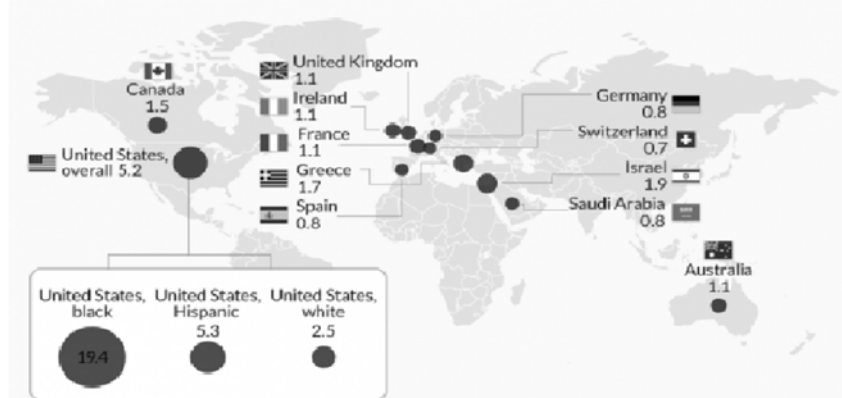 Canada
1.5
United States,
overall 5.2
United Kingdom
1.1
Ireland
1.1
France
1.1
Greece
1.7
Spain
0.8
Germany
0.8
Switzerland
0.7
Israel
1.9
Saudi Arabia
0.8
Australia
1.1
United States,
black
19.4
United States,
Hispanic
5.3
United States,
white
2.5